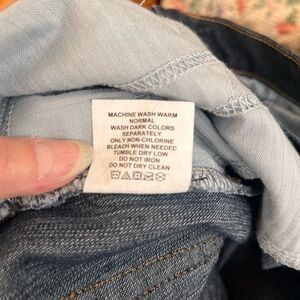 MACHINE WASH WARM
NORMAL
WASH DARK COLORS
SEPARATELY
ONLY NON-CHLORINE
BLEACH WHEN NEEDED
TUMBLE DRY LOW
DO NOT IRON
DO NOT DRY CLEAN